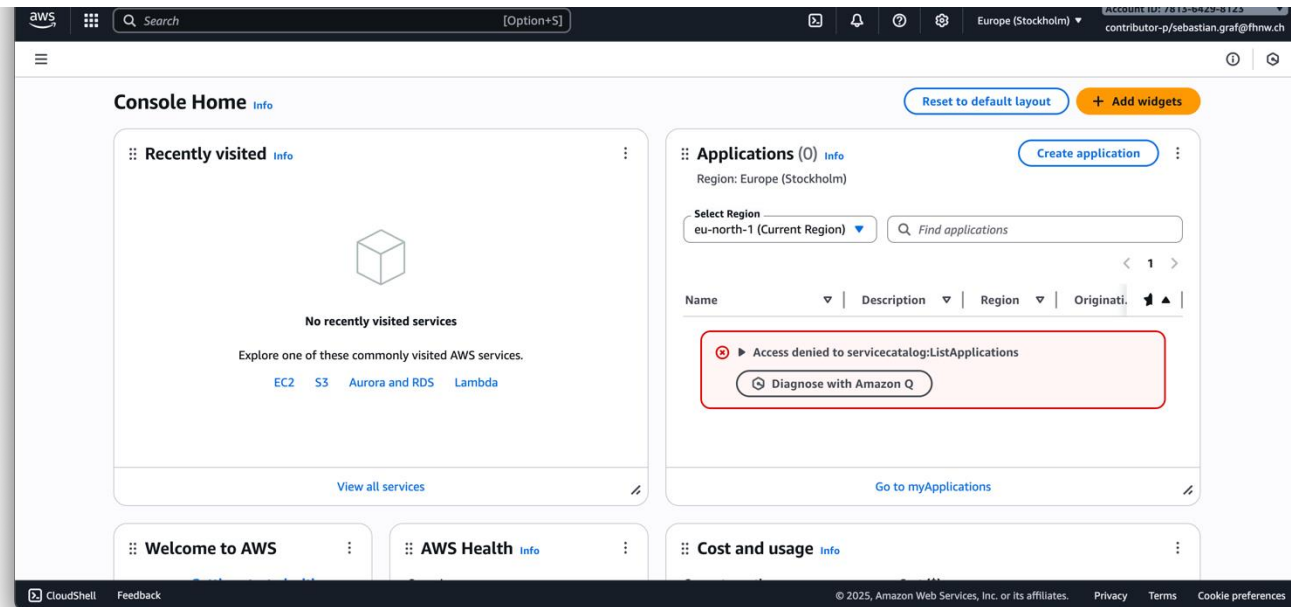 aws
Search [Option+S]
Europe (Stockholm)
Account ID: 7813-6429-8123
contributor-p/sebastian.graf@fhnw.ch
Console Home Info
Reset to default layout
+ Add widgets
Recently visited Info
No recently visited services
Explore one of these commonly visited AWS services.
EC2 S3 Aurora and RDS Lambda
View all services
Applications (0) Info
Create application
Region: Europe (Stockholm)
Select Region
eu-north-1 (Current Region)
Find applications
1
Name Description Region Originati.
Access denied to servicecatalog:ListApplications
Diagnose with Amazon Q
Go to myApplications
Welcome to AWS
AWS Health Info
Cost and usage Info
CloudShell Feedback
© 2025, Amazon Web Services, Inc. or its affiliates. Privacy Terms Cookie preferences